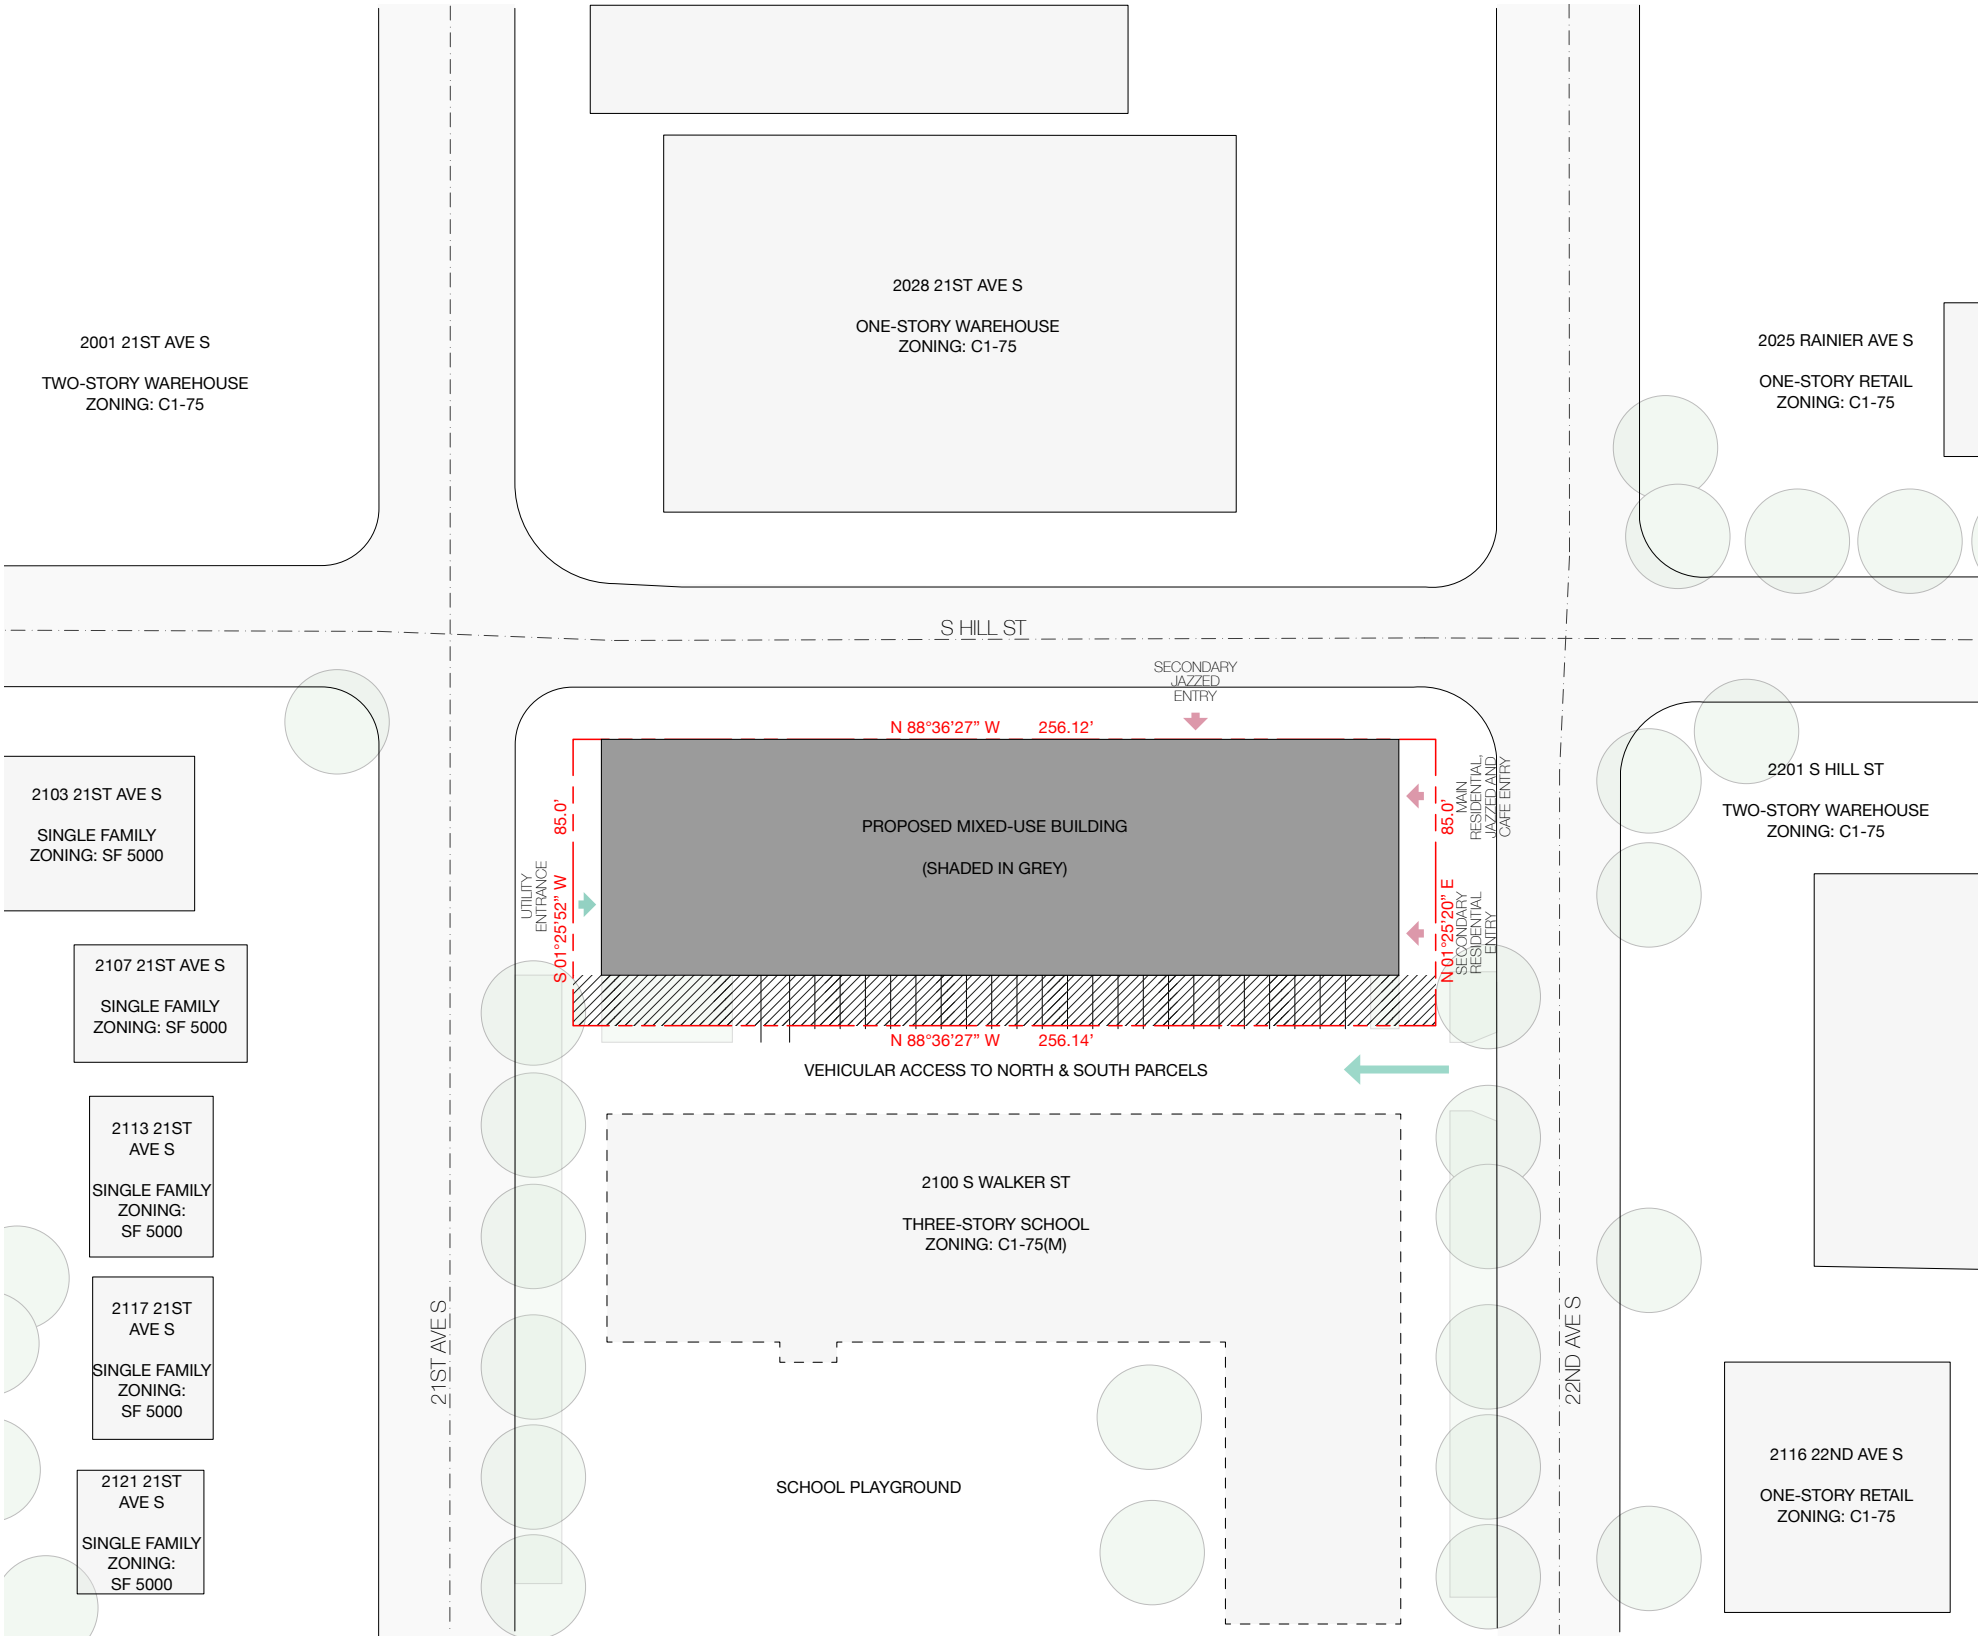 2028 21ST AVE S
ONE-STORY WAREHOUSE
ZONING: C1-75
2001 21ST AVE S
TWO-STORY WAREHOUSE
ZONING: C1-75
2025 RAINIER AVE S
ONE-STORY RETAIL
ZONING: C1-75
S HILL ST
SECONDARY
JAZZED
ENTRY
N 88°36'27" W 256.12'
2103 21ST AVE S
SINGLE FAMILY
ZONING: SF 5000
UTILITY
ENTRANCE
S 01°25'52" W 85.0'
PROPOSED MIXED-USE BUILDING
(SHADED IN GREY)
N 01°25'20" E 85.0'
MAIN
RESIDENTIAL,
JAZZED AND
CAFE ENTRY
SECONDARY
RESIDENTIAL
ENTRY
2201 S HILL ST
TWO-STORY WAREHOUSE
ZONING: C1-75
2107 21ST AVE S
SINGLE FAMILY
ZONING: SF 5000
N 88°36'27" W 256.14'
VEHICULAR ACCESS TO NORTH & SOUTH PARCELS
2113 21ST
AVE S
SINGLE FAMILY
ZONING:
SF 5000
2100 S WALKER ST
THREE-STORY SCHOOL
ZONING: C1-75(M)
2117 21ST
AVE S
SINGLE FAMILY
ZONING:
SF 5000
21ST AVE S
22ND AVE S
2121 21ST
AVE S
SINGLE FAMILY
ZONING:
SF 5000
SCHOOL PLAYGROUND
2116 22ND AVE S
ONE-STORY RETAIL
ZONING: C1-75